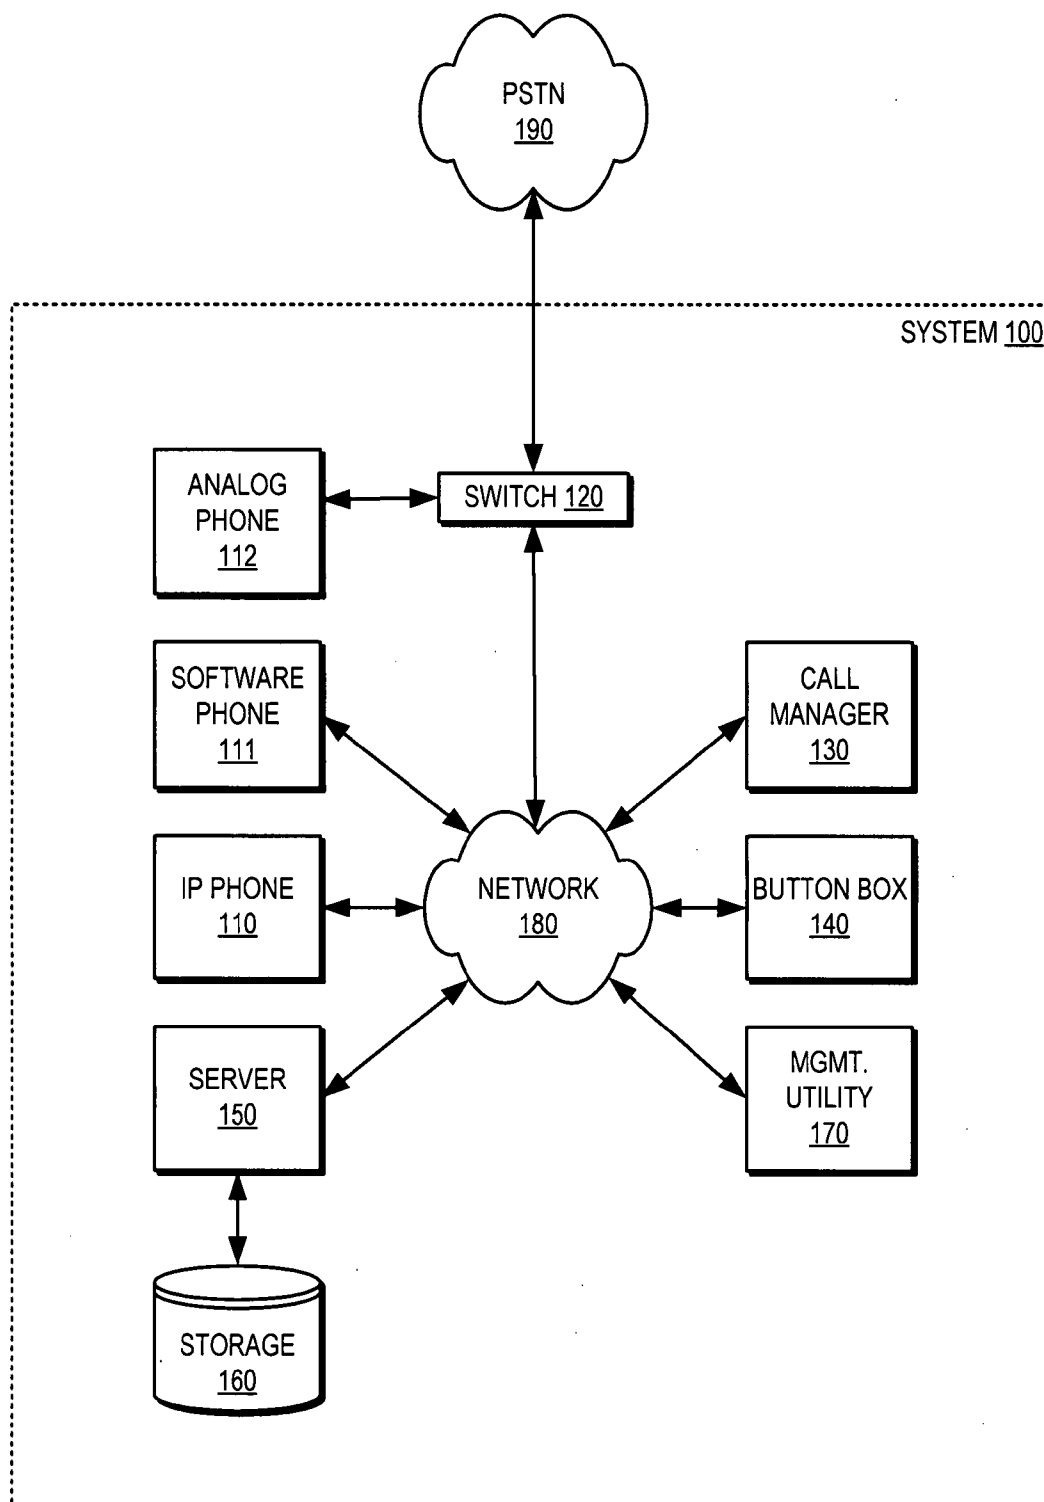 PSTN
190
SYSTEM 100
ANALOG
PHONE
112
SWITCH 120
SOFTWARE
PHONE
111
CALL
MANAGER
130
IP PHONE
110
NETWORK
180
BUTTON BOX
140
SERVER
150
MGMT.
UTILITY
170
STORAGE
160